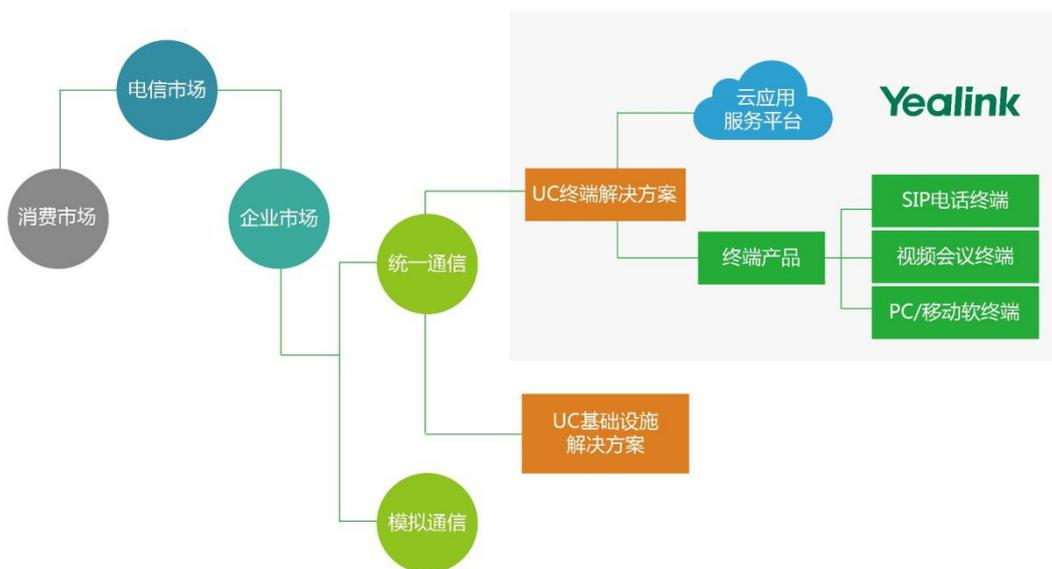 电信市场
消费市场
企业市场
统一通信
模拟通信
UC终端解决方案
UC基础设施
解决方案
云应用
服务平台
Yealink
终端产品
SIP电话终端
视频会议终端
PC/移动软终端